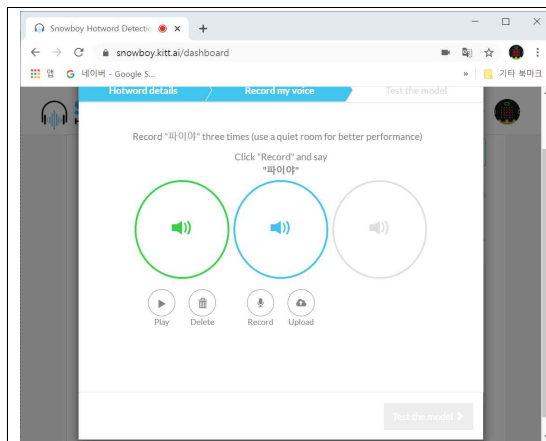 Snowboy Hotword Detectio
snowboy.kitt.ai/dashboard
앱 네이버 - Google S... » 기타 북마크
Hotword details Record my voice Test the model
Record "파이야" three times (use a quiet room for better performance)
Click "Record" and say
"파이야"
Play Delete Record Upload
Test the model